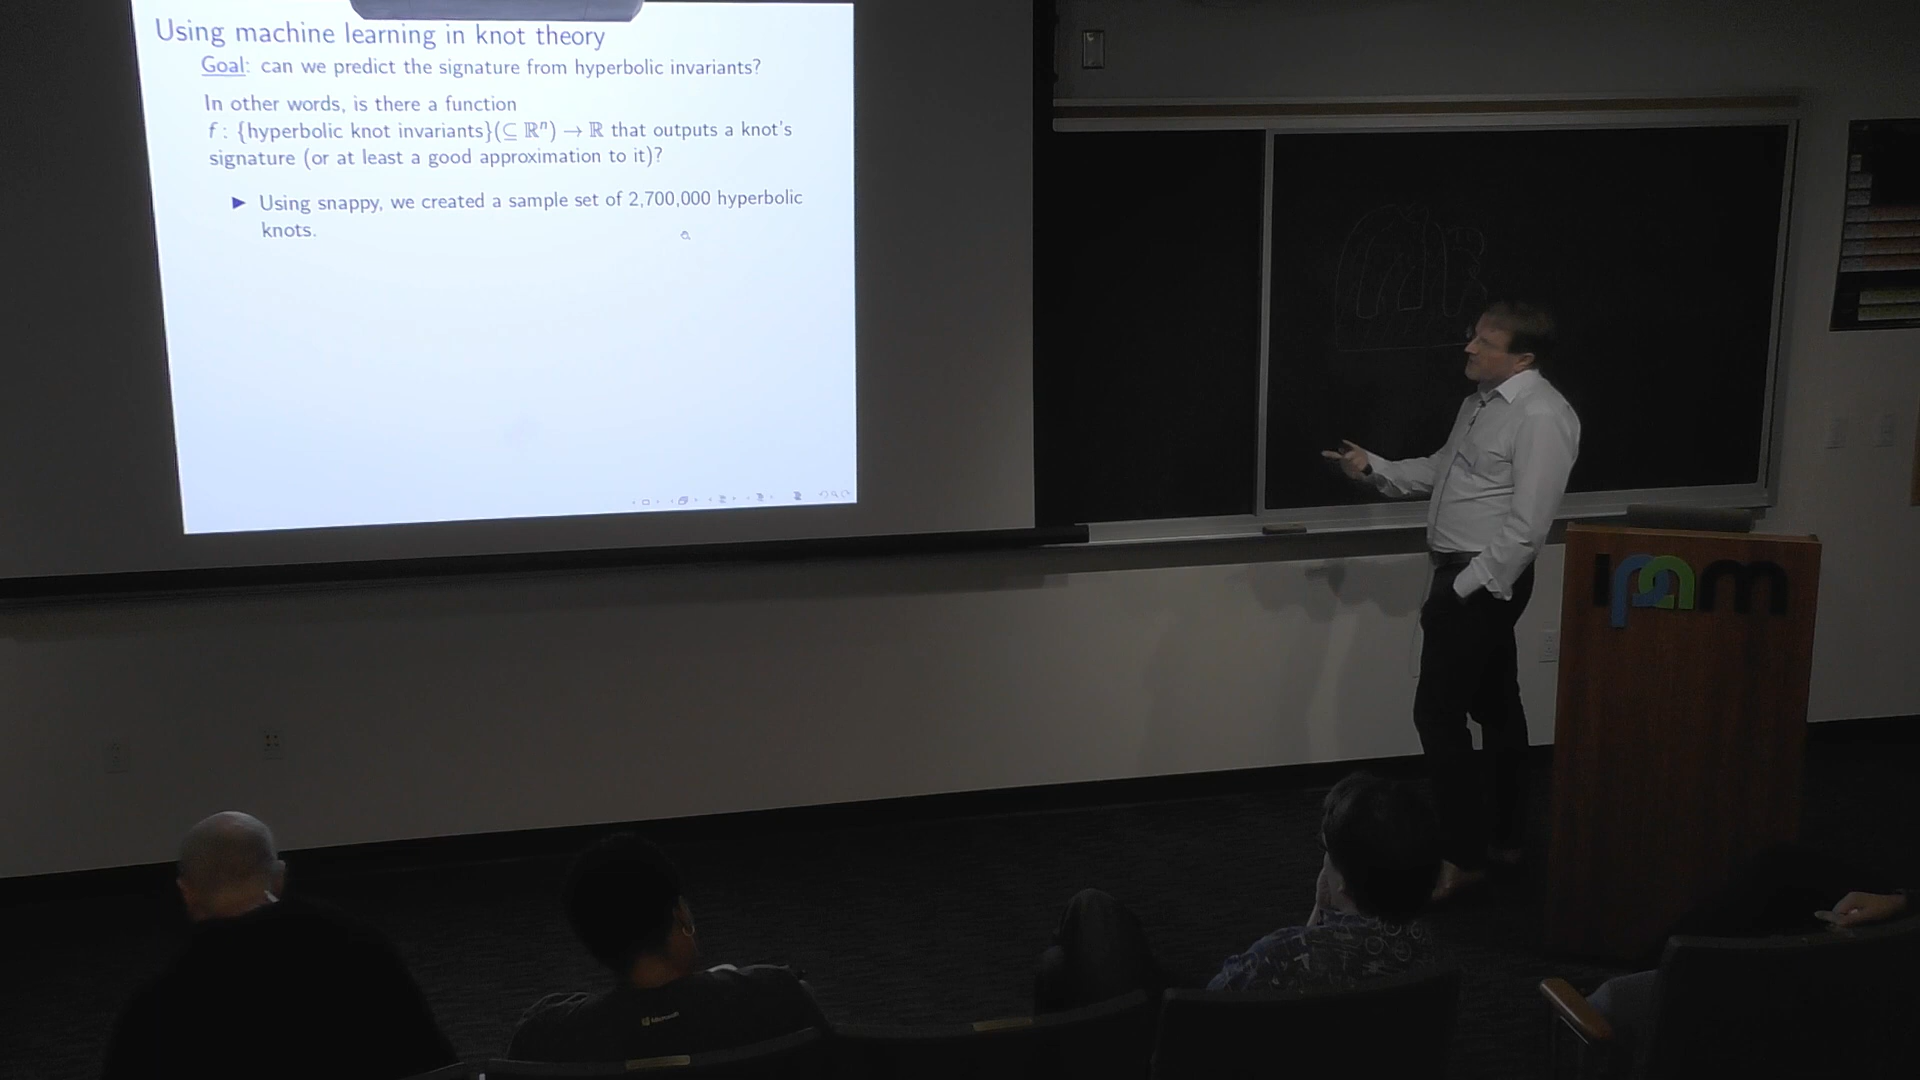 Using machine learning in knot theory
Goal: can we predict the signature from hyperbolic invariants?
In other words, is there a function
f : {hyperbolic knot invariants}(⊆ ℝⁿ) → ℝ that outputs a knot's
signature (or at least a good approximation to it)?
▶ Using snappy, we created a sample set of 2,700,000 hyperbolic
knots.
ipam
Microsoft